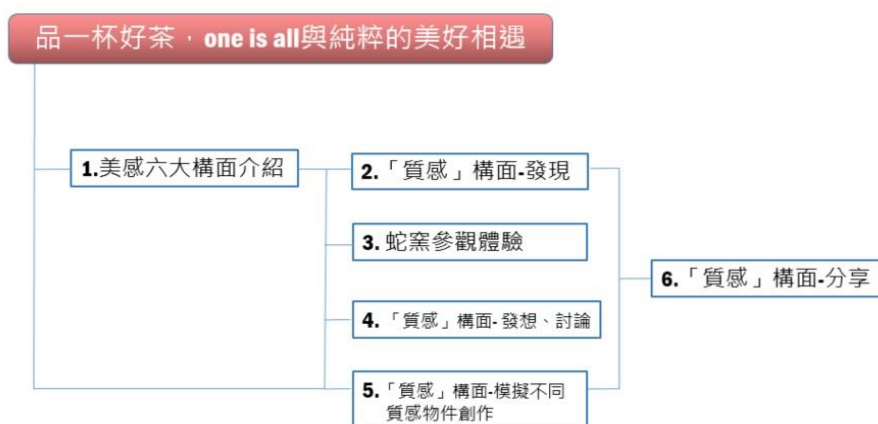 品一杯好茶，one is all與純粹的美好相遇
1.美感六大構面介紹
2.「質感」構面-發現
3. 蛇窯參觀體驗
4.「質感」構面- 發想、討論
5.「質感」構面-模擬不同
質感物件創作
6.「質感」構面-分享